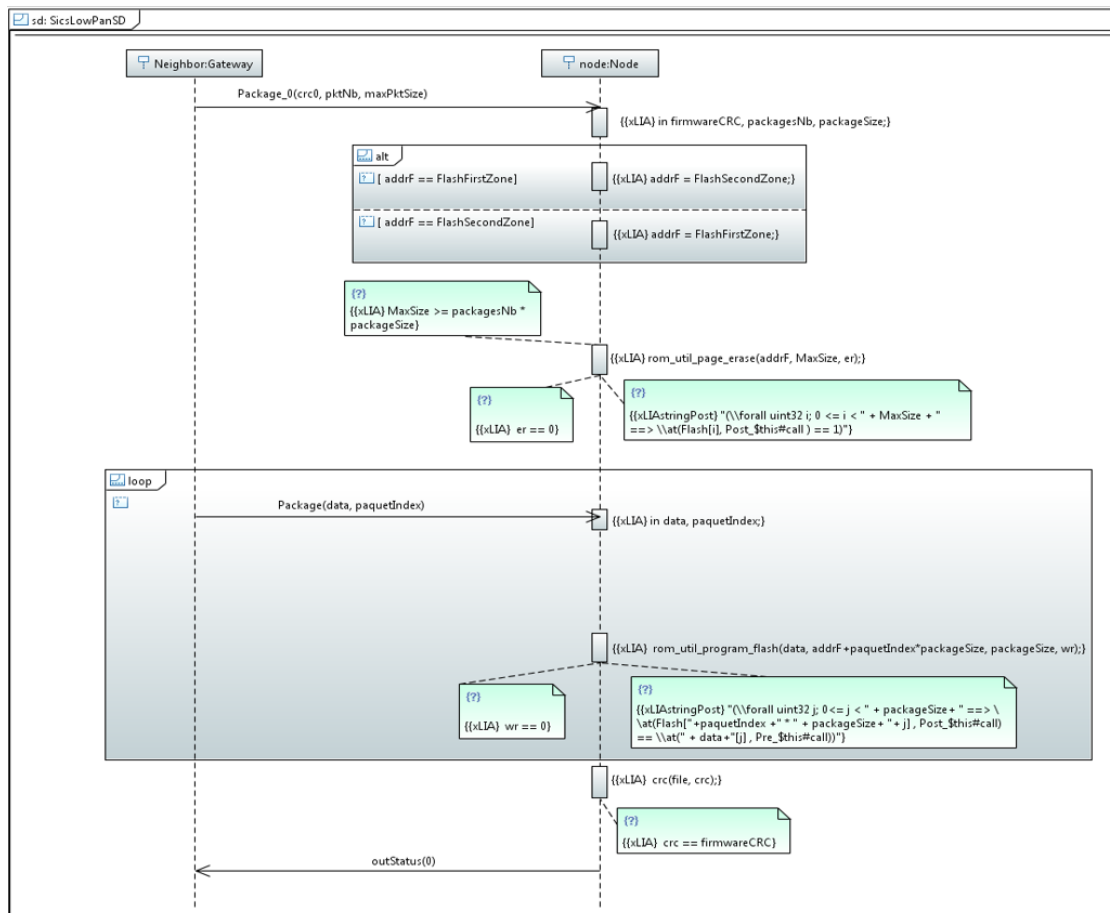 sd: SicsLowPanSD
Neighbor:Gateway
node:Node
Package_0(crc0, pktNb, maxPktSize)
{{xLIA} in firmwareCRC, packagesNb, packageSize;}
alt
[ addrF == FlashFirstZone]
{{xLIA} addrF = FlashSecondZone;}
[ addrF == FlashSecondZone]
{{xLIA} addrF = FlashFirstZone;}
{?}
{{xLIA} MaxSize >= packagesNb *
packageSize}
{{xLIA} rom_util_page_erase(addrF, MaxSize, er);}
{?}
{{xLIA}  er == 0}
{?}
{{xLIAstringPost} "(\\forall uint32 i; 0 <= i < " + MaxSize + "
==> \\at(Flash[i], Post_$this#call ) == 1)"}
loop
Package(data, paquetIndex)
{{xLIA} in data, paquetIndex;}
{{xLIA}  rom_util_program_flash(data, addrF+paquetIndex*packageSize, packageSize, wr);}
{?}
{{xLIA}  wr == 0}
{?}
{{xLIAstringPost} "(\\forall uint32 j; 0<= j < " + packageSize+ " ==> \
\at(Flash["+paquetIndex +" * " + packageSize+ "+ j] , Post_$this#call)
== \\at(" + data+"[j] , Pre_$this#call))"}
{{xLIA}  crc(file, crc);}
{?}
{{xLIA}  crc == firmwareCRC}
outStatus(0)